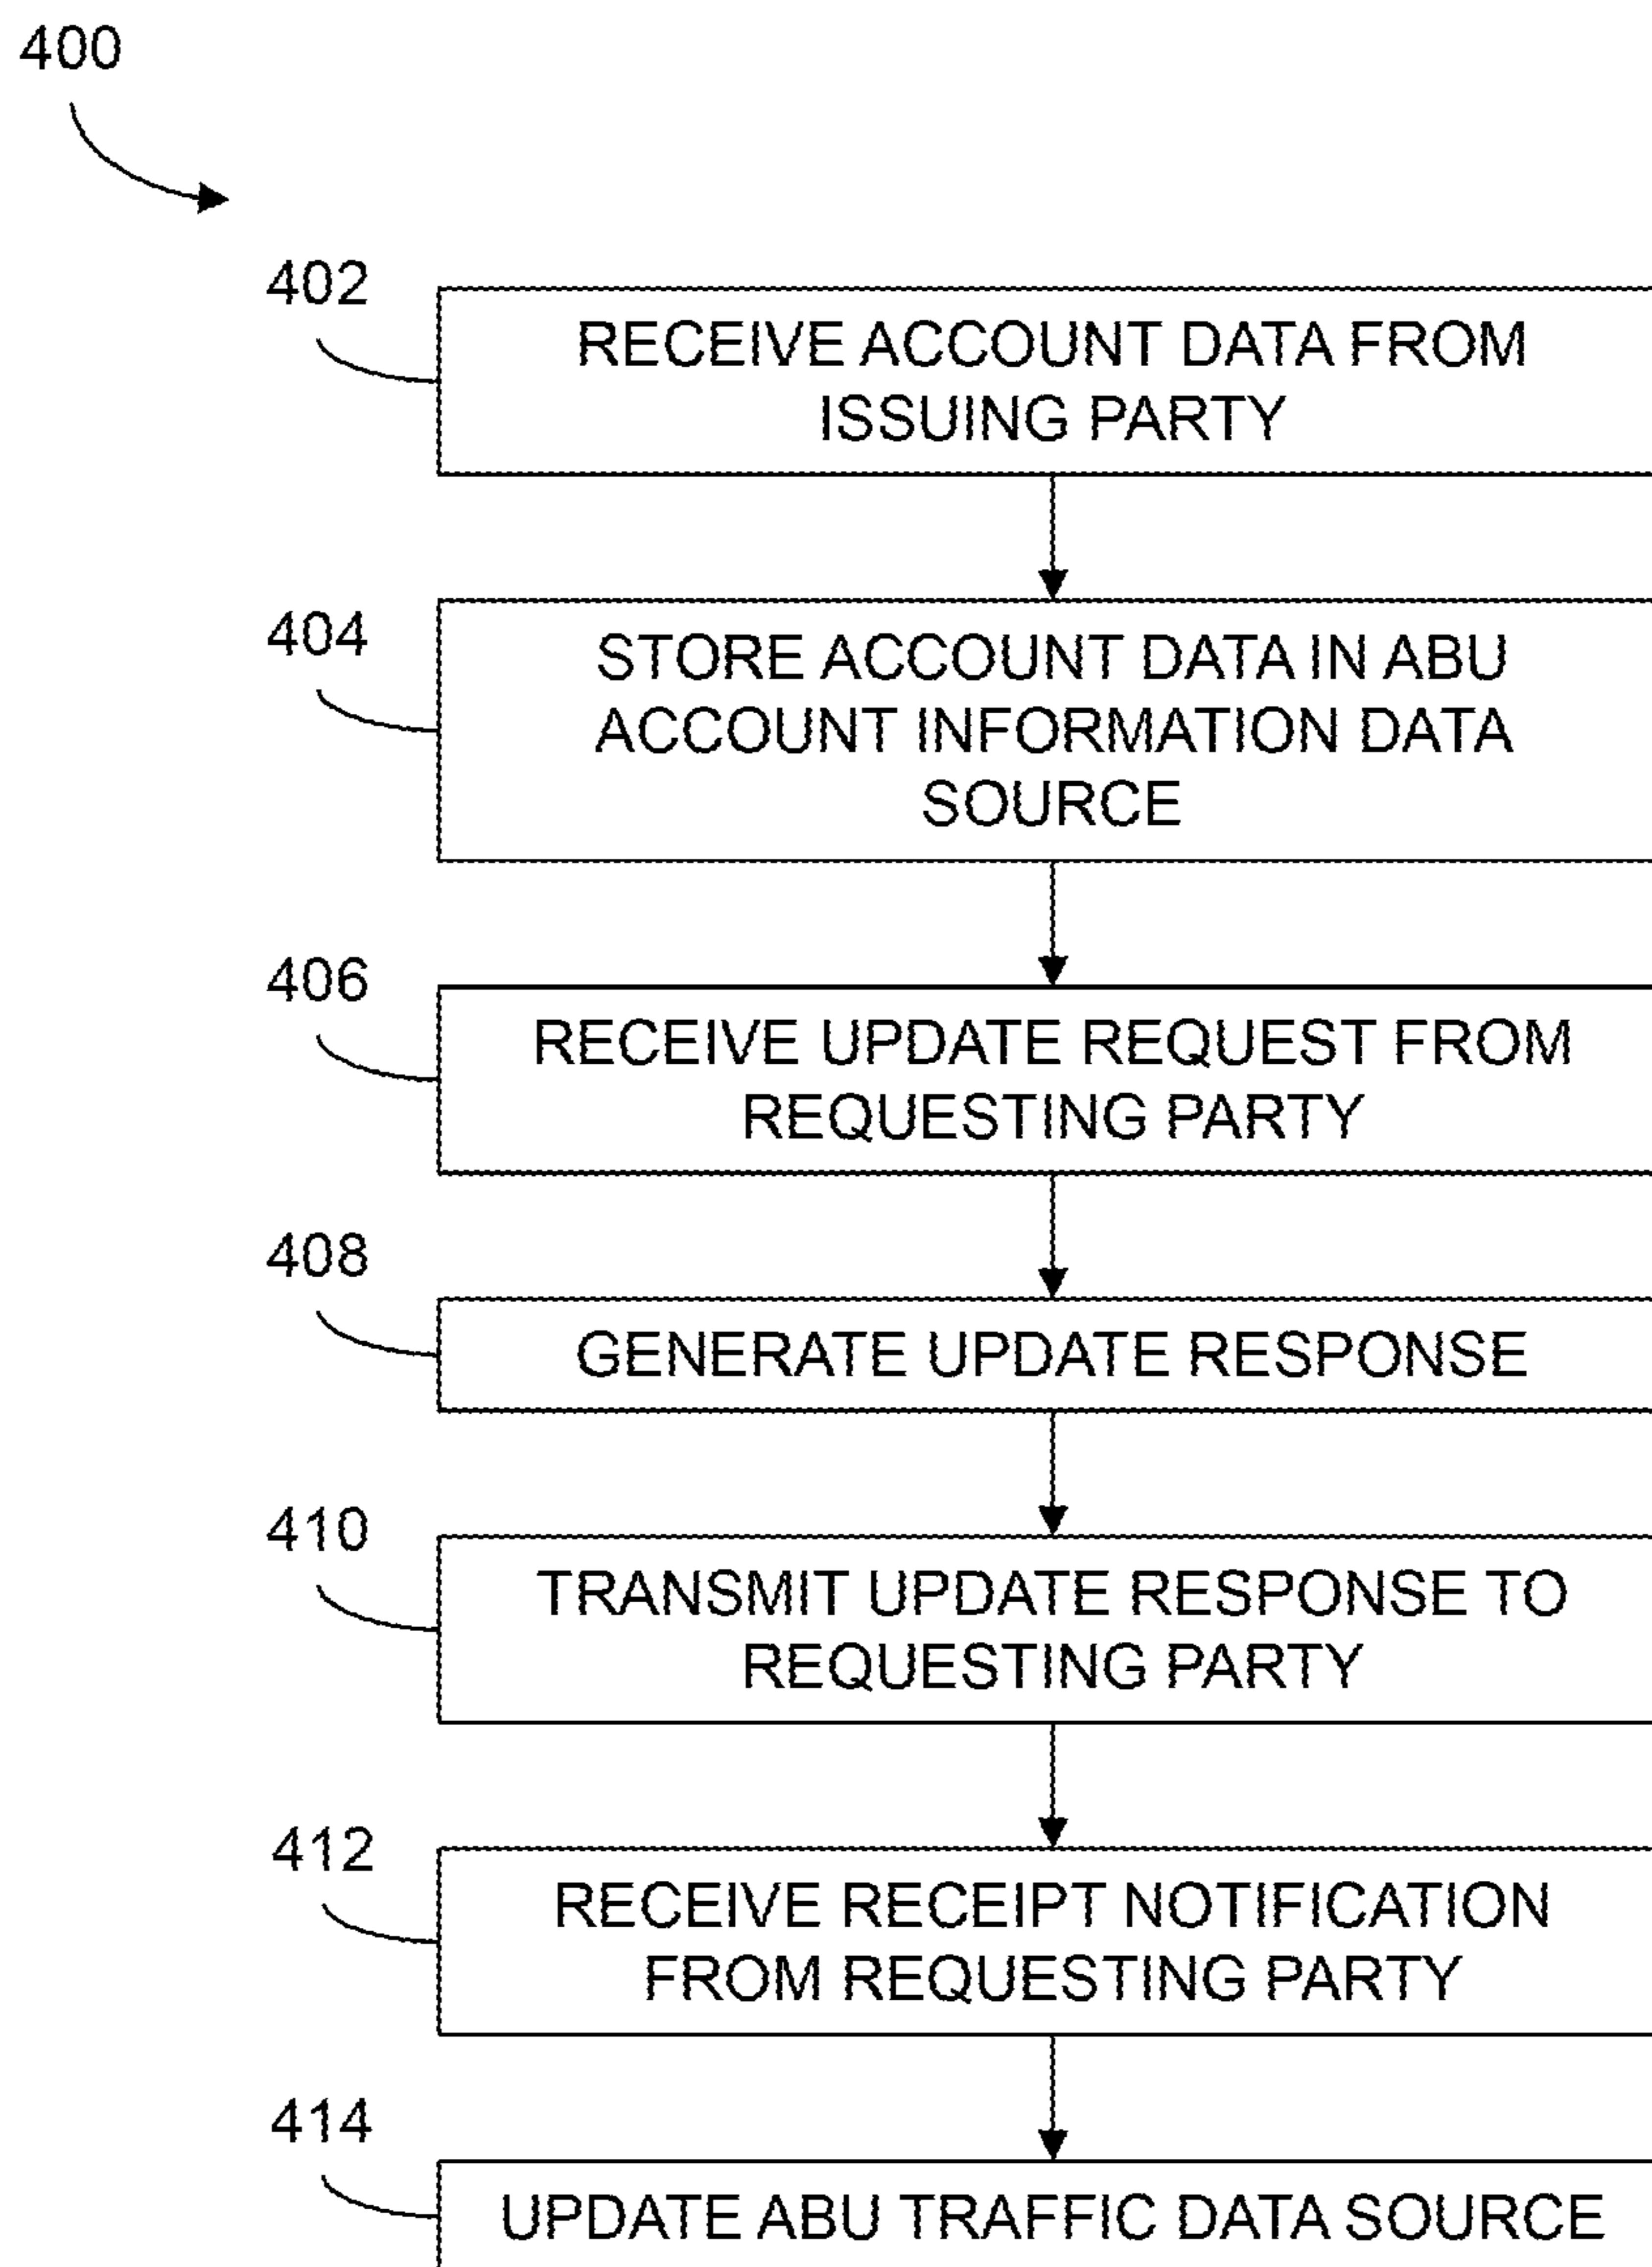 400
402
RECEIVE ACCOUNT DATA FROM
ISSUING PARTY
404
STORE ACCOUNT DATA IN ABU
ACCOUNT INFORMATION DATA
SOURCE
406
RECEIVE UPDATE REQUEST FROM
REQUESTING PARTY
408
GENERATE UPDATE RESPONSE
410
TRANSMIT UPDATE RESPONSE TO
REQUESTING PARTY
412
RECEIVE RECEIPT NOTIFICATION
FROM REQUESTING PARTY
414
UPDATE ABU TRAFFIC DATA SOURCE